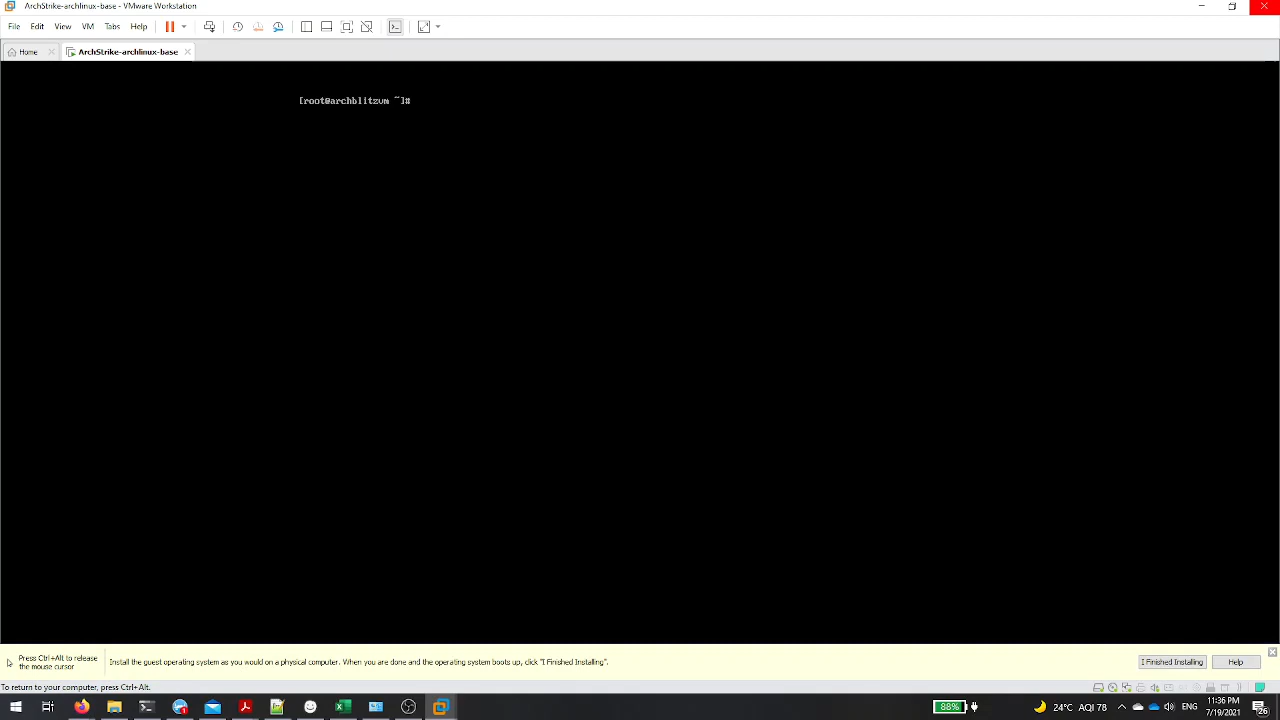 ArchStrike-archlinux-base - VMware Workstation
File Edit View VM Tabs Help
Home ArchStrike-archlinux-base
[root@archblitzvm ~]#
Press Ctrl+Alt to release
the mouse cursor
Install the guest operating system as you would on a physical computer. When you are done and the operating system boots up, click "I Finished Installing".
I Finished Installing Help
To return to your computer, press Ctrl+Alt.
88% 24°C AQI 78 ENG
11:36 PM
7/19/2021
26